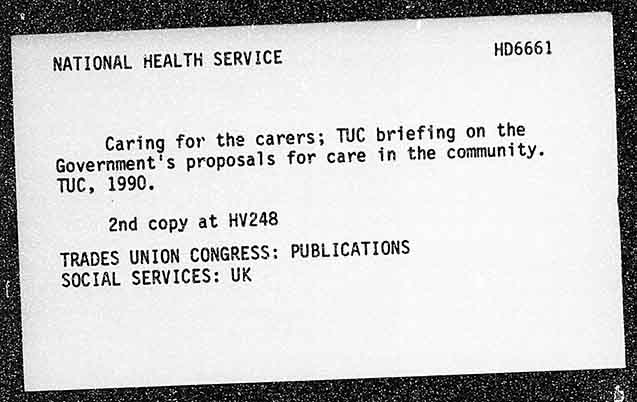 NATIONAL HEALTH SERVICE HD6661
Caring for the carers; TUC briefing on the
Government's proposals for care in the community.
TUC, 1990.
2nd copy at HV248
TRADES UNION CONGRESS: PUBLICATIONS
SOCIAL SERVICES: UK